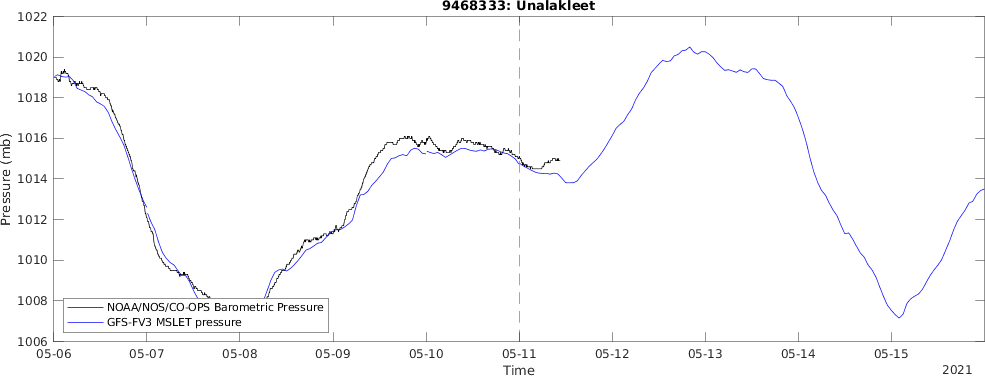 9468333: Unalakleet
1022
1020
1018
1016
1014
1012
1010
1008
1006
Pressure (mb)
NOAA/NOS/CO-OPS Barometric Pressure
GFS-FV3 MSLET pressure
05-06 05-07 05-08 05-09 05-10 05-11 05-12 05-13 05-14 05-15
Time
2021